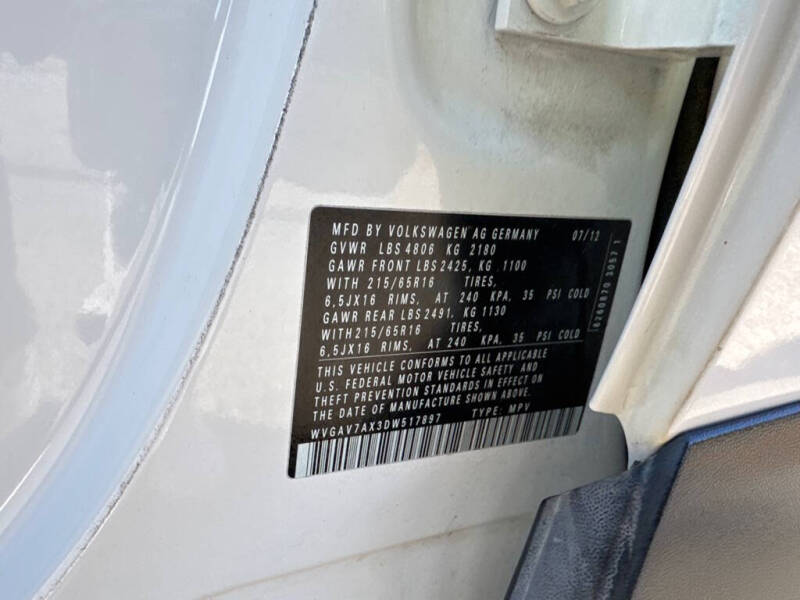 MFD BY VOLKSWAGEN AG GERMANY 07/12
GVWR LBS 4806 KG 2180
GAWR FRONT LBS 2425, KG 1100
WITH 215/65R16 TIRES,
6,5JX16 RIMS, AT 240 KPA, 35 PSI COLD
GAWR REAR LBS 2491, KG 1130
WITH 215/65R16 TIRES,
6,5JX16 RIMS, AT 240 KPA, 35 PSI COLD
THIS VEHICLE CONFORMS TO ALL APPLICABLE
U.S. FEDERAL MOTOR VEHICLE SAFETY AND
THEFT PREVENTION STANDARDS IN EFFECT ON
THE DATE OF MANUFACTURE SHOWN ABOVE.
WVGAV7AX3DW517897 TYPE: MPV
6260870 3057 1